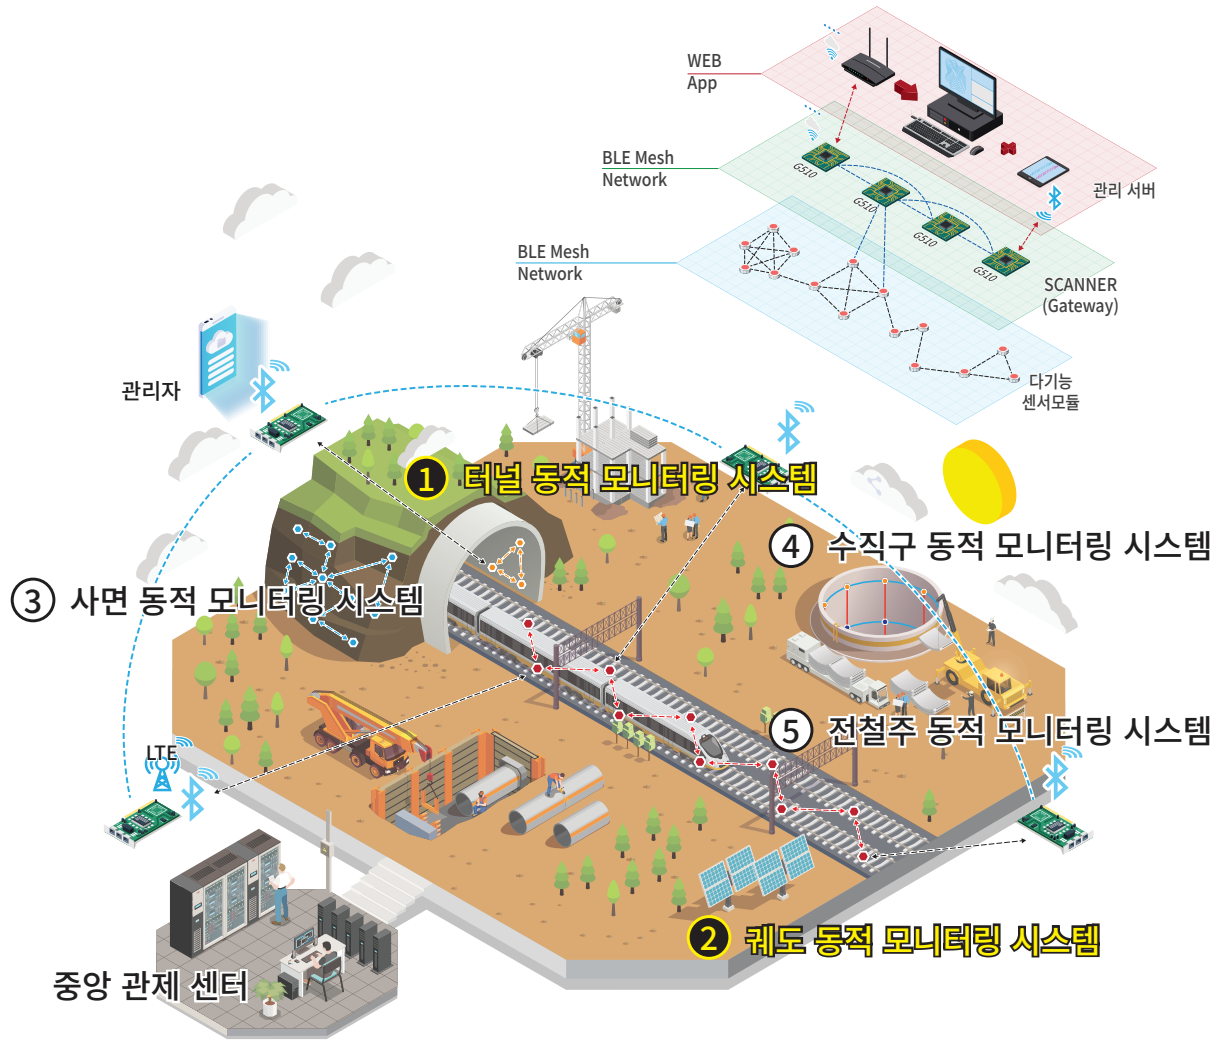 WEB
App
BLE Mesh
Network
G510
G510
G510
G510
관리 서버
BLE Mesh
Network
SCANNER
(Gateway)
다기능
센서모듈
관리자
1 터널 동적 모니터링 시스템
4 수직구 동적 모니터링 시스템
3 사면 동적 모니터링 시스템
5 전철주 동적 모니터링 시스템
LTE
2 궤도 동적 모니터링 시스템
중앙 관제 센터